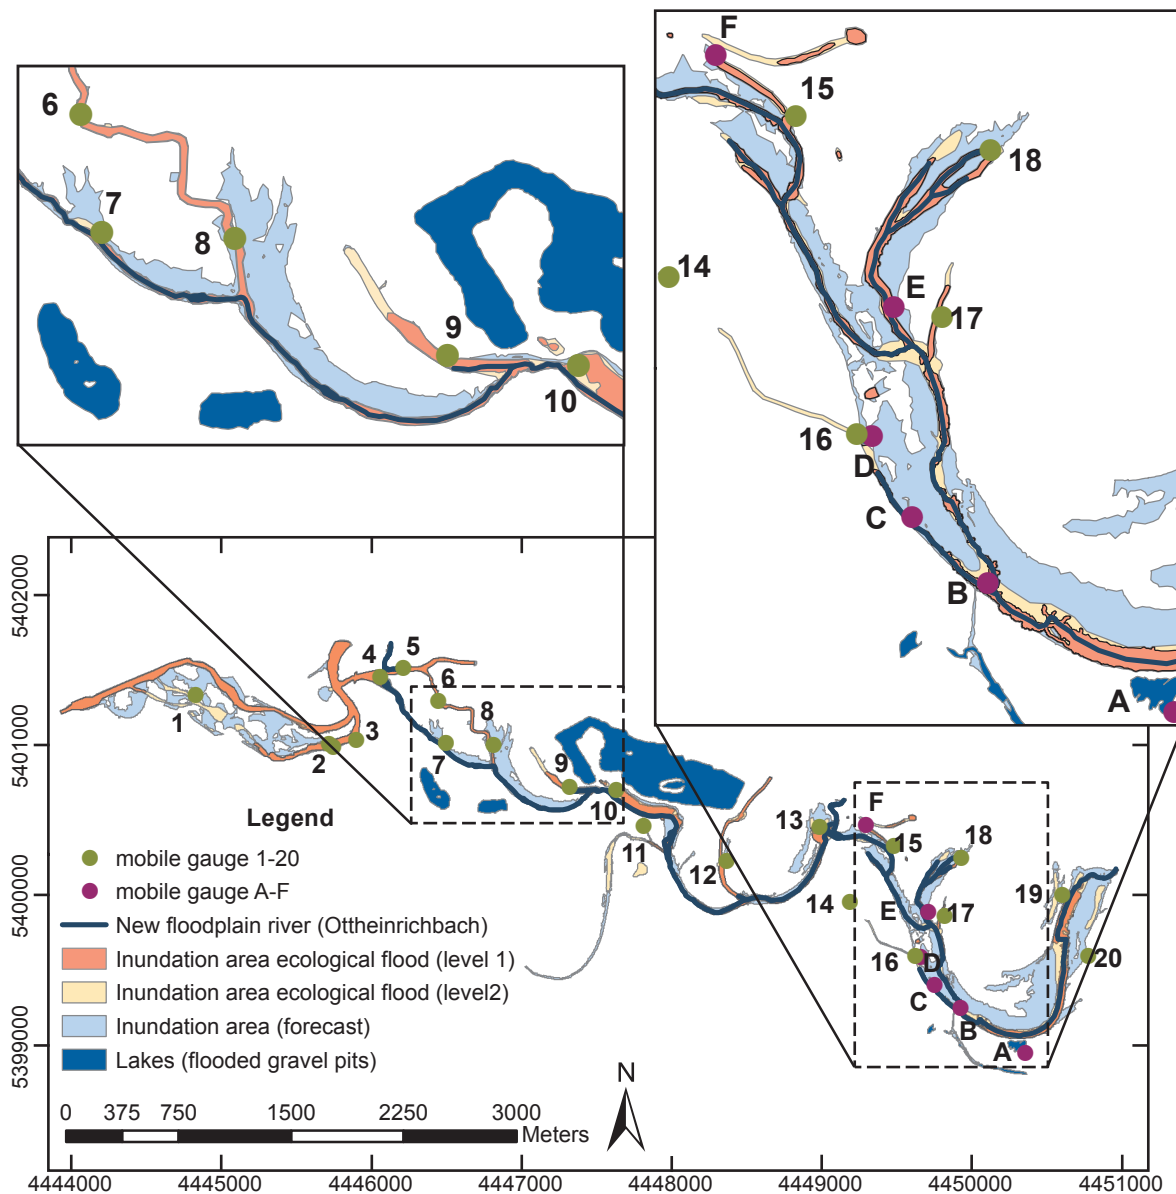 F
15
18
14
E
17
16
D
C
B
A
6
7
8
9
10
5402000
5401000
5400000
5399000
5
4
6
8
1
3
2
7
9
10
11
12
13
F
15
18
14
E
17
19
16
D
20
C
B
A
Legend
mobile gauge 1-20
mobile gauge A-F
New floodplain river (Ottheinrichbach)
Inundation area ecological flood (level 1)
Inundation area ecological flood (level2)
Inundation area (forecast)
Lakes (flooded gravel pits)
N
0 375 750 1500 2250 3000
Meters
4444000 4445000 4446000 4447000 4448000 4449000 4450000 4451000